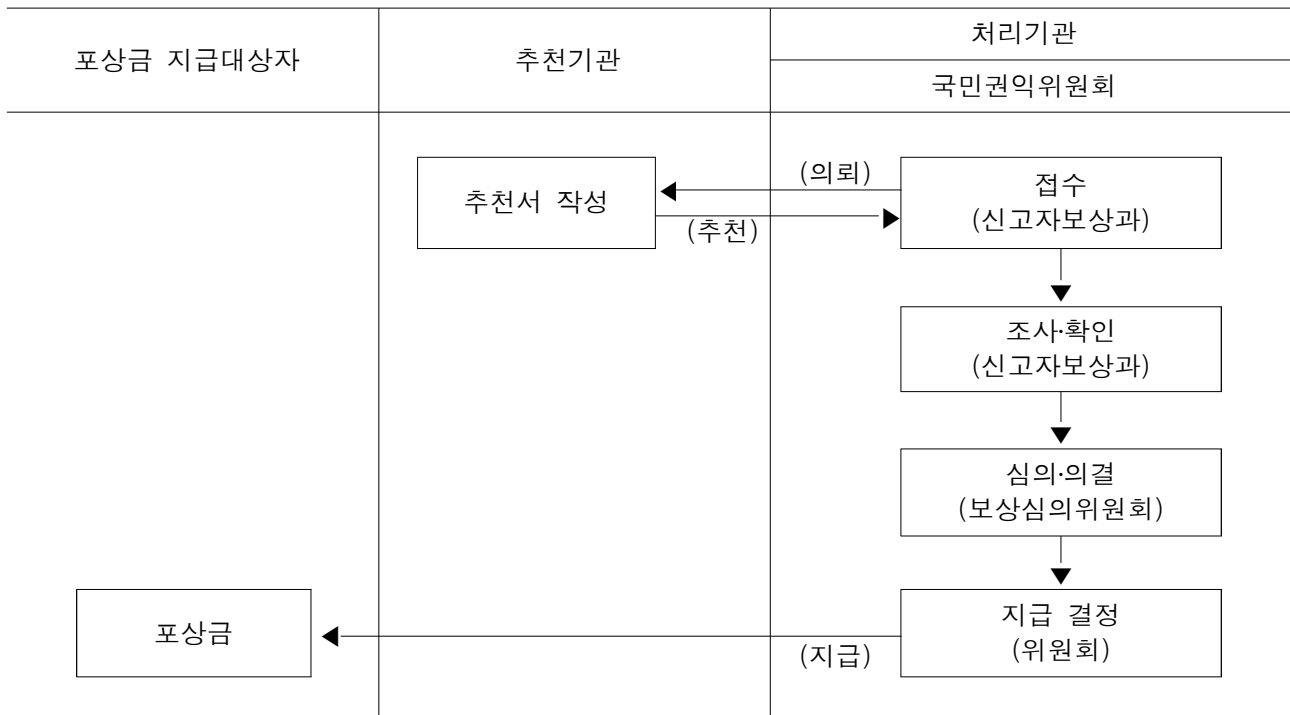 포상금 지급대상자
추천기관
처리기관
국민권익위원회
(의뢰)
추천서 작성
접수
(신고자보상과)
(추천)
조사·확인
(신고자보상과)
심의·의결
(보상심의위원회)
포상금
지급 결정
(위원회)
(지급)